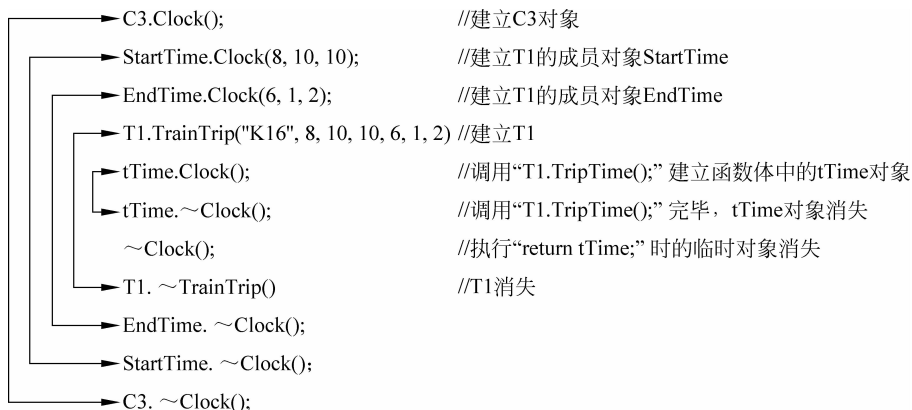 C3.Clock(); //建立C3对象
StartTime.Clock(8, 10, 10); //建立T1的成员对象StartTime
EndTime.Clock(6, 1, 2); //建立T1的成员对象EndTime
T1.TrainTrip("K16", 8, 10, 10, 6, 1, 2) //建立T1
tTime.Clock(); //调用“T1.TripTime();” 建立函数体中的tTime对象
tTime.～Clock(); //调用“T1.TripTime();” 完毕，tTime对象消失
～Clock(); //执行“return tTime;” 时的临时对象消失
T1. ～TrainTrip() //T1消失
EndTime. ～Clock();
StartTime. ～Clock();
C3. ～Clock();